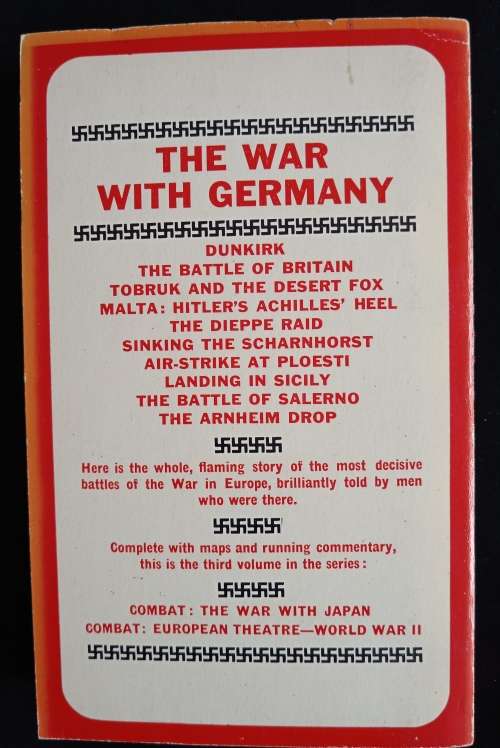 THE WAR
WITH GERMANY
DUNKIRK
THE BATTLE OF BRITAIN
TOBRUK AND THE DESERT FOX
MALTA: HITLER'S ACHILLES' HEEL
THE DIEPPE RAID
SINKING THE SCHARNHORST
AIR-STRIKE AT PLOESTI
LANDING IN SICILY
THE BATTLE OF SALERNO
THE ARNHEIM DROP
Here is the whole, flaming story of the most decisive
battles of the War in Europe, brilliantly told by men
who were there.
Complete with maps and running commentary,
this is the third volume in the series:
COMBAT: THE WAR WITH JAPAN
COMBAT: EUROPEAN THEATRE—WORLD WAR II